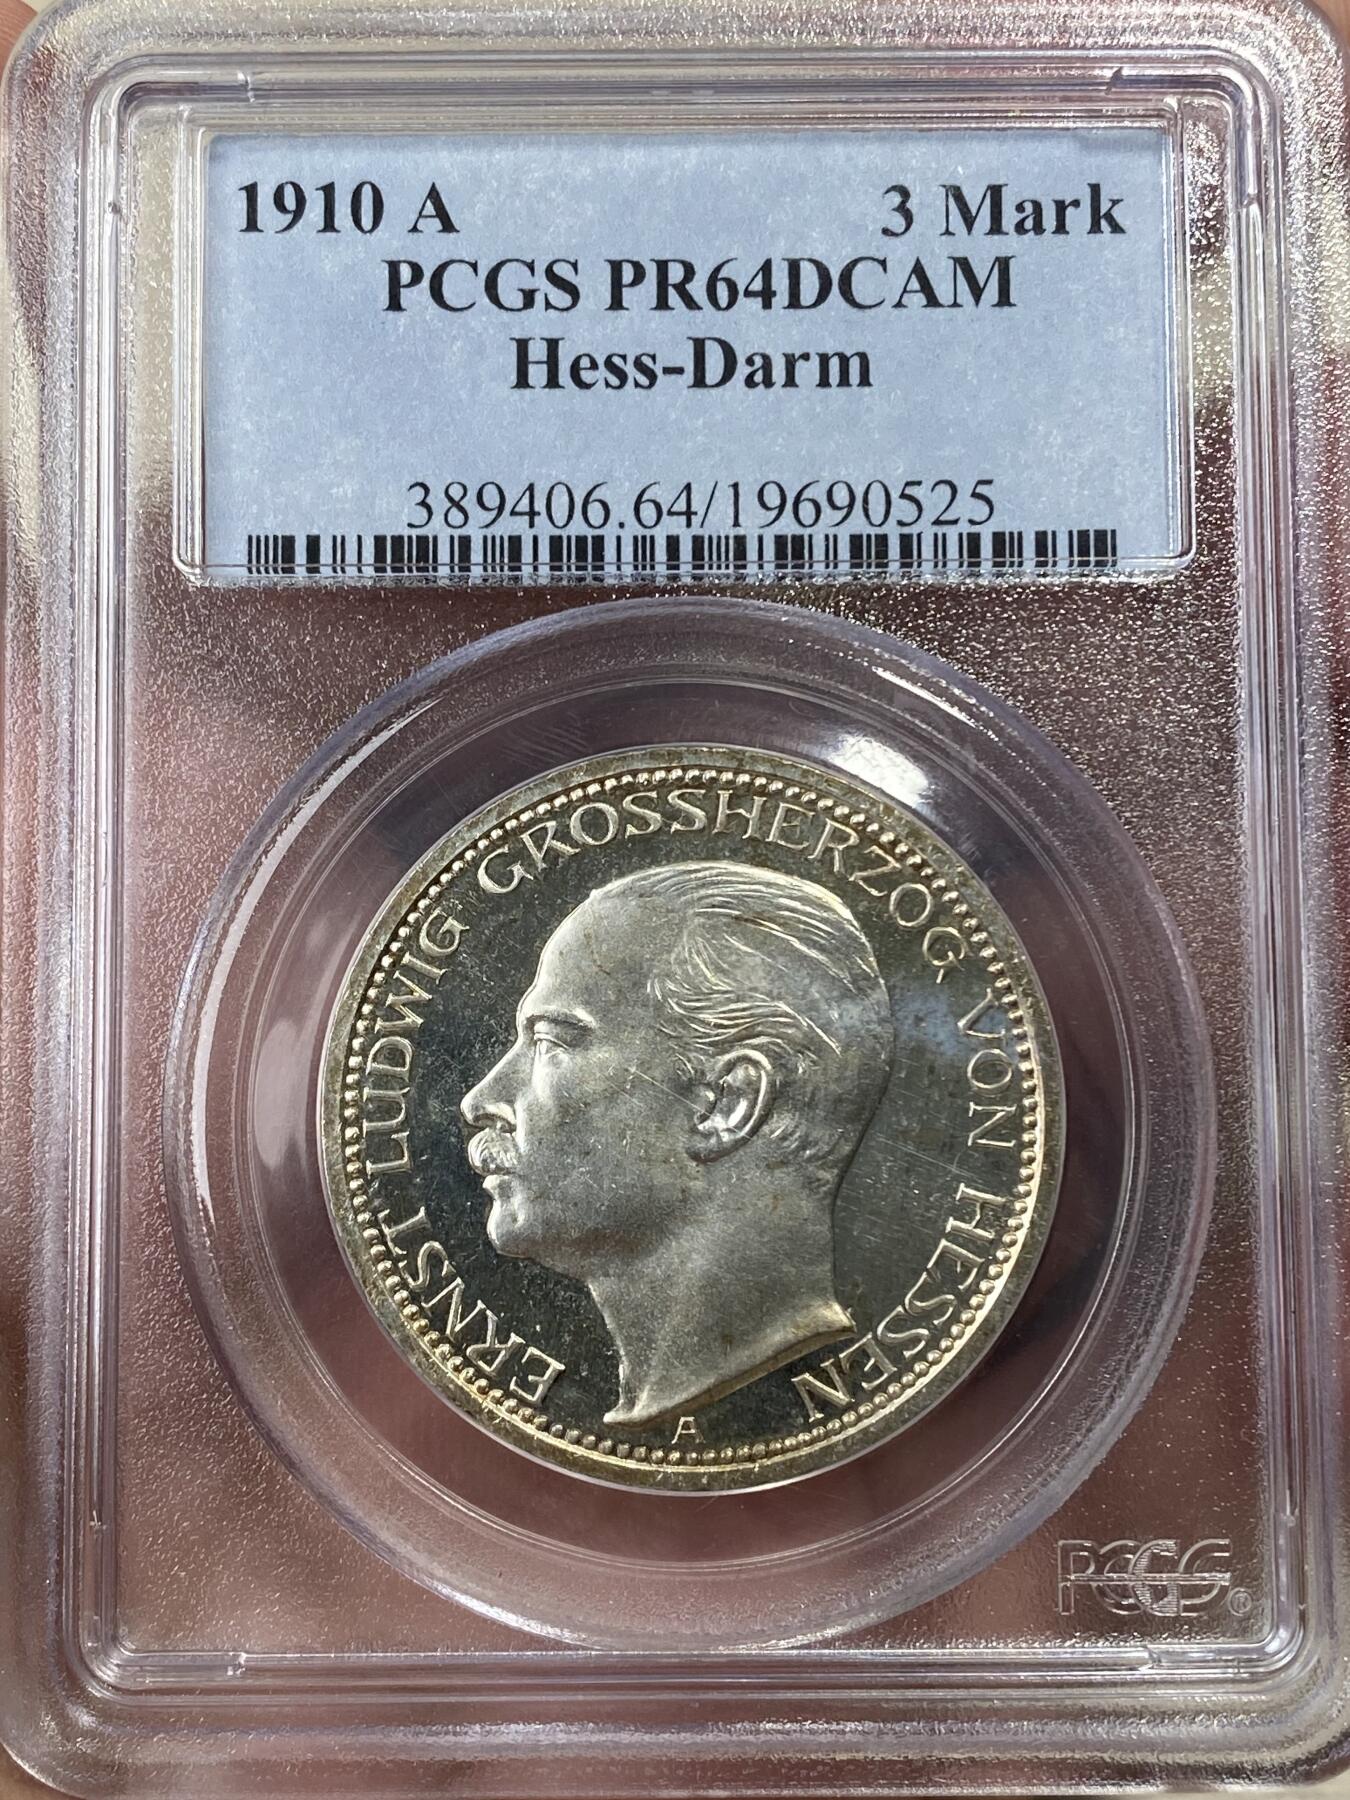 1910 A 3 Mark
PCGS PR64DCAM
Hess-Darm
389406.64/19690525
ERNST LUDWIG GROSSHERZOG VON HESSEN
A
PCGS®